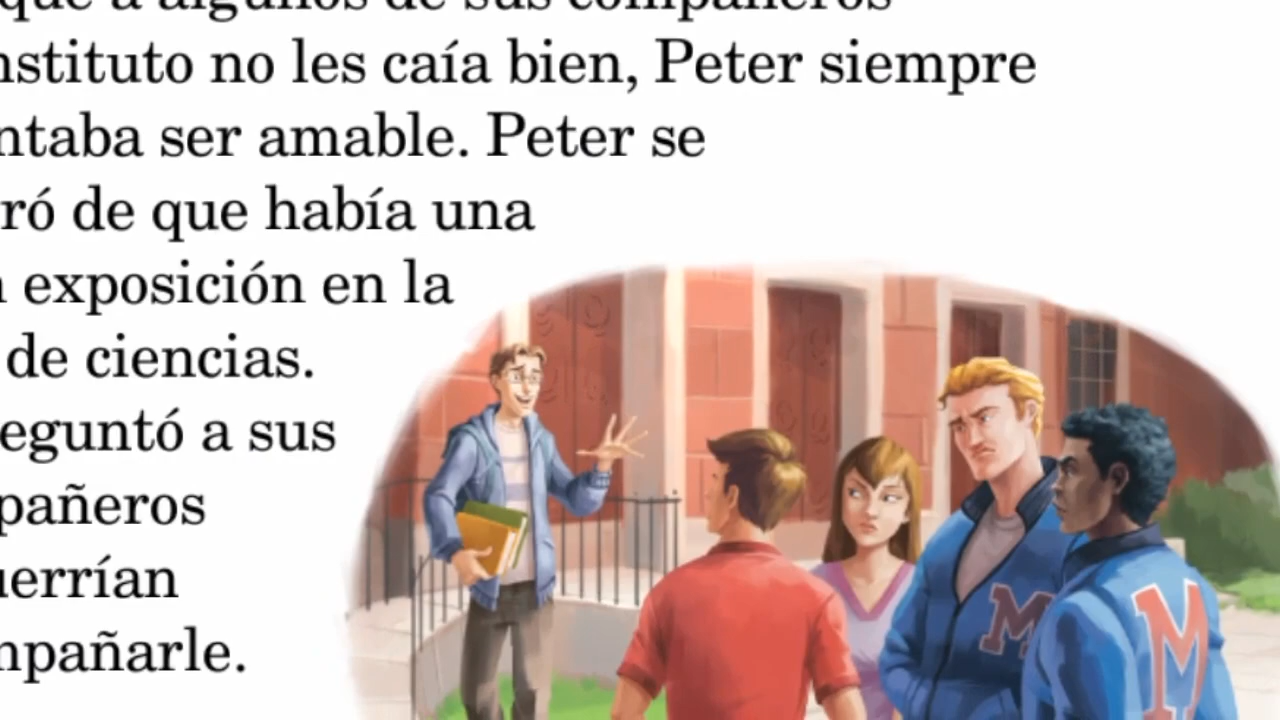 que a algunos de sus compañeros
nstituto no les caía bien, Peter siempre
ntaba ser amable. Peter se
ró de que había una
exposición en la
de ciencias.
eguntó a sus
pañeros
uerrían
mpañarle.
M
M